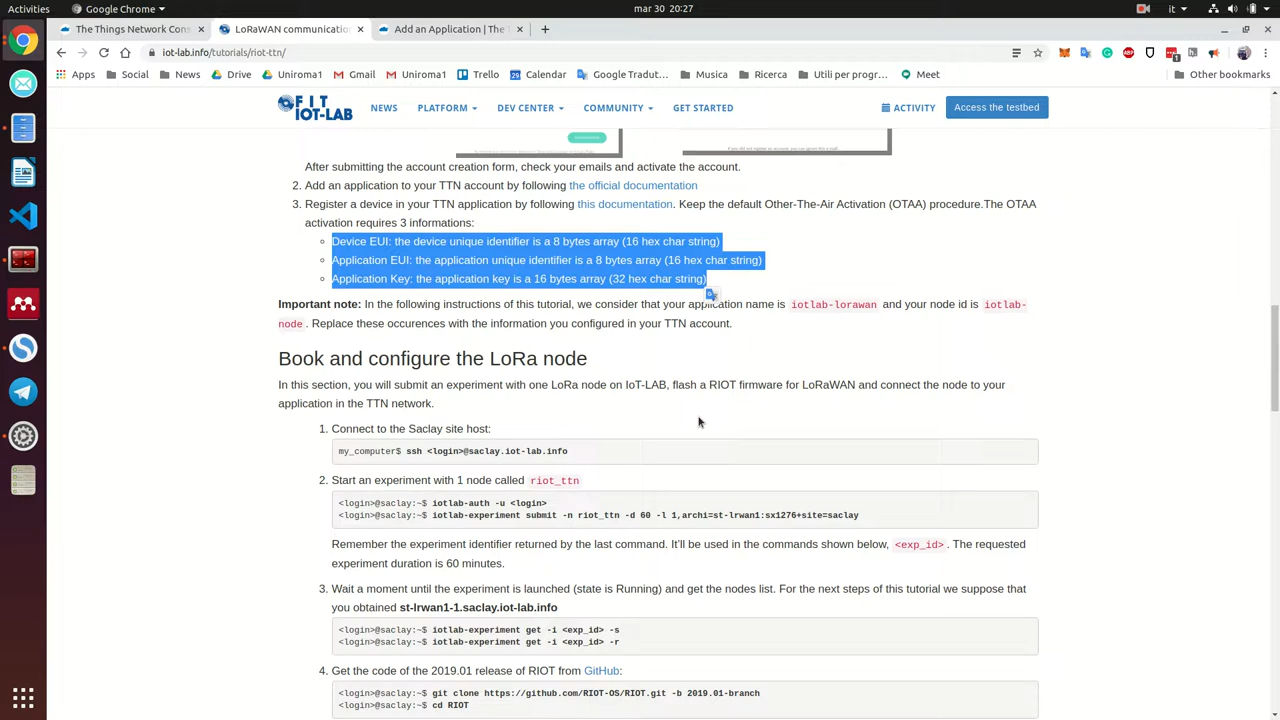 Activities
Google Chrome
mar 30 20:27
it
The Things Network Cons
LoRaWAN communicatio
Add an Application | The T
iot-lab.info/tutorials/riot-ttn/
Apps
Social
News
Drive
Uniroma1
Gmail
Uniroma1
Trello
Calendar
Google Tradut...
Musica
Ricerca
Utili per progr...
Meet
Other bookmarks
FIT IOT-LAB
NEWS
PLATFORM
DEV CENTER
COMMUNITY
GET STARTED
ACTIVITY
Access the testbed
After submitting the account creation form, check your emails and activate the account.
2. Add an application to your TTN account by following the official documentation
3. Register a device in your TTN application by following this documentation. Keep the default Other-The-Air Activation (OTAA) procedure.The OTAA
activation requires 3 informations:
Device EUI: the device unique identifier is a 8 bytes array (16 hex char string)
Application EUI: the application unique identifier is a 8 bytes array (16 hex char string)
Application Key: the application key is a 16 bytes array (32 hex char string)
Important note: In the following instructions of this tutorial, we consider that your application name is iotlab-lorawan and your node id is iotlab-
node. Replace these occurences with the information you configured in your TTN account.
Book and configure the LoRa node
In this section, you will submit an experiment with one LoRa node on IoT-LAB, flash a RIOT firmware for LoRaWAN and connect the node to your
application in the TTN network.
1. Connect to the Saclay site host:
my_computer$ ssh <login>@saclay.iot-lab.info
2. Start an experiment with 1 node called riot_ttn
<login>@saclay:~$ iotlab-auth -u <login>
<login>@saclay:~$ iotlab-experiment submit -n riot_ttn -d 60 -l 1,archi=st-lrwan1:sx1276+site=saclay
Remember the experiment identifier returned by the last command. It'll be used in the commands shown below, <exp_id>. The requested
experiment duration is 60 minutes.
3. Wait a moment until the experiment is launched (state is Running) and get the nodes list. For the next steps of this tutorial we suppose that
you obtained st-lrwan1-1.saclay.iot-lab.info
<login>@saclay:~$ iotlab-experiment get -i <exp_id> -s
<login>@saclay:~$ iotlab-experiment get -i <exp_id> -r
4. Get the code of the 2019.01 release of RIOT from GitHub:
<login>@saclay:~$ git clone https://github.com/RIOT-OS/RIOT.git -b 2019.01-branch
<login>@saclay:~$ cd RIOT